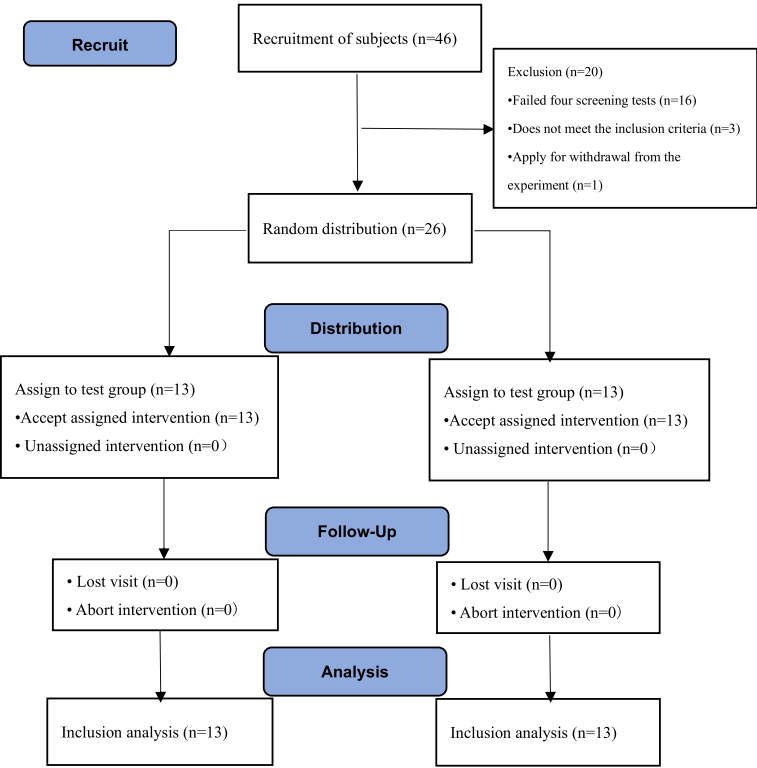 Recruit
Recruitment of subjects (n=46)
Exclusion (n=20)
•Failed four screening tests (n=16)
•Does not meet the inclusion criteria (n=3)
•Apply for withdrawal from the
experiment (n=1)
Random distribution (n=26)
Distribution
Assign to test group (n=13)
•Accept assigned intervention (n=13)
• Unassigned intervention (n=0）
Assign to test group (n=13)
•Accept assigned intervention (n=13)
• Unassigned intervention (n=0）
Follow-Up
• Lost visit (n=0)
• Abort intervention (n=0）
• Lost visit (n=0)
• Abort intervention (n=0）
Analysis
Inclusion analysis (n=13)
Inclusion analysis (n=13)